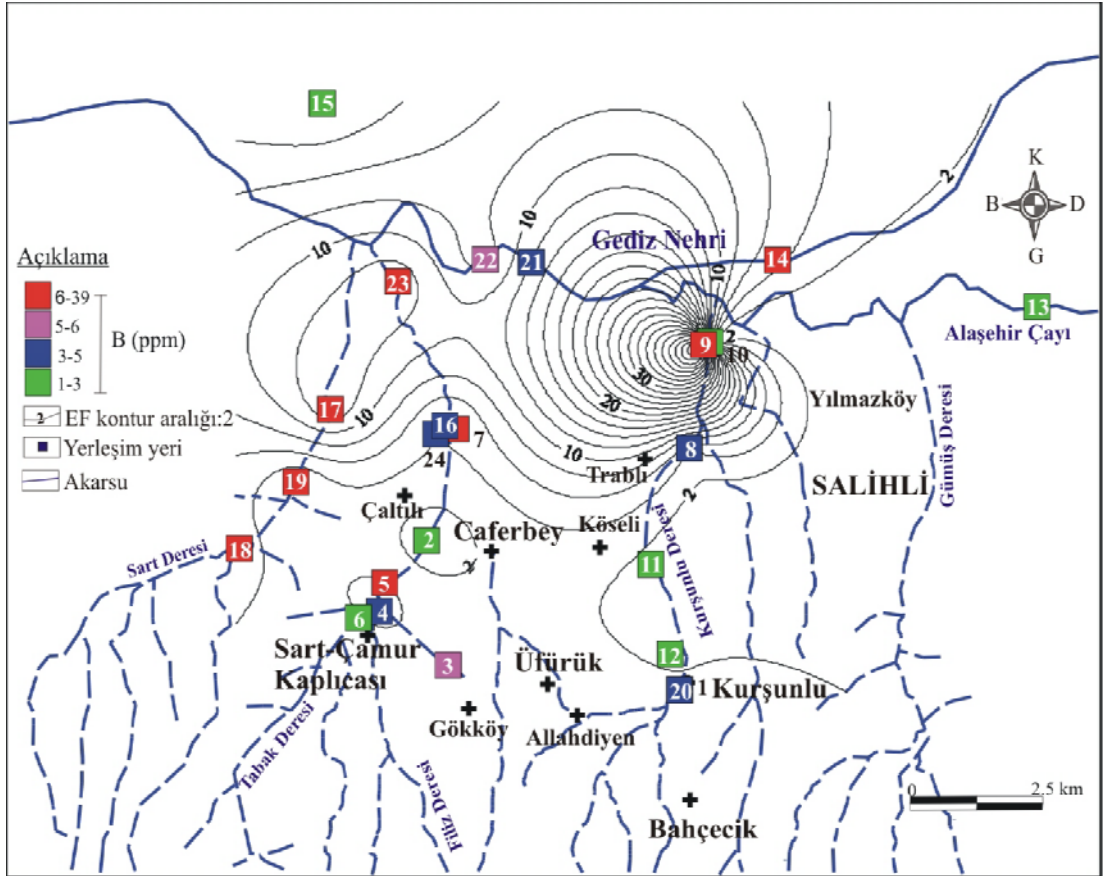 15
2
K
B D
G
10
Gediz Nehri
22
21
14
10
10
23
13
Alaşehir Çayı
Açıklama
6-39
5-6
3-5
1-3
B (ppm)
2 EF kontur aralığı:2
Yerleşim yeri
Akarsu
9
2
10
30
20
17
10
Yılmazköy
16
7
24
10
8
Trablı
Gümüş Deresi
19
2
SALİHLİ
Çaltılı
2
Caferbey
Köseli
Kurşunlu Deresi
18
Sart Deresi
2
11
5
4
6
Sart-Çamur
Kaplıcası
3
12
Üfürük
20
1
Kurşunlu
Gökköy
Allahdiyen
Tabak Deresi
Filiz Deresi
Bahçecik
0 2.5 km